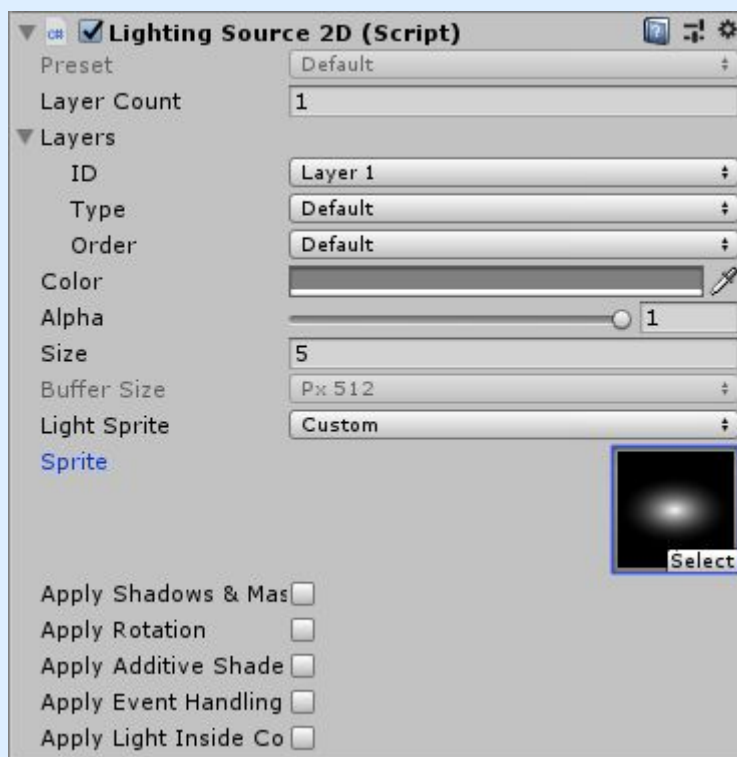 C# Lighting Source 2D (Script)
Preset Default
Layer Count 1
Layers
ID Layer 1
Type Default
Order Default
Color
Alpha 1
Size 5
Buffer Size Px 512
Light Sprite Custom
Sprite
Select
Apply Shadows & Mas
Apply Rotation
Apply Additive Shade
Apply Event Handling
Apply Light Inside Co